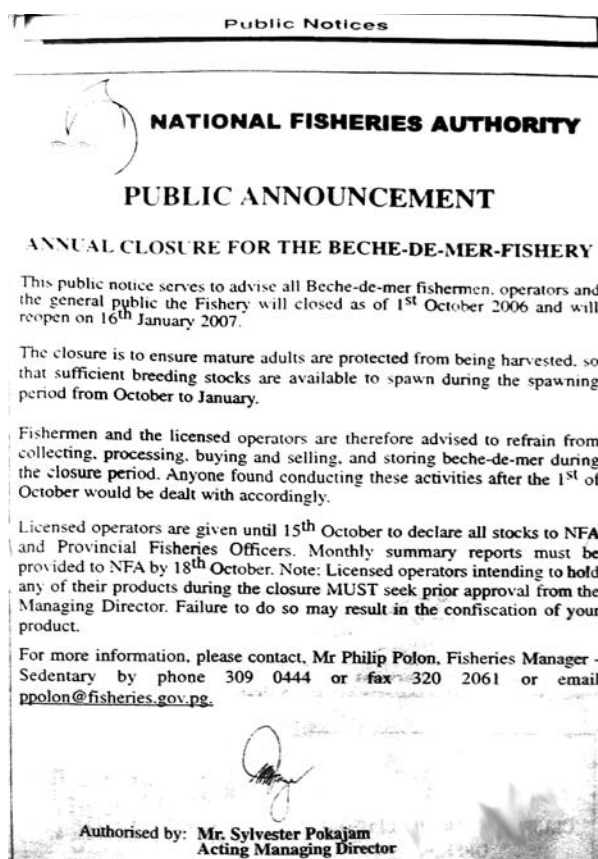 Public Notices
NATIONAL FISHERIES AUTHORITY
PUBLIC ANNOUNCEMENT
ANNUAL CLOSURE FOR THE BECHE-DE-MER-FISHERY
This public notice serves to advise all Beche-de-mer fishermen, operators and
the general public the Fishery will closed as of 1st October 2006 and will
reopen on 16th January 2007.
The closure is to ensure mature adults are protected from being harvested, so
that sufficient breeding stocks are available to spawn during the spawning
period from October to January.
Fishermen and the licensed operators are therefore advised to refrain from
collecting, processing, buying and selling, and storing beche-de-mer during
the closure period. Anyone found conducting these activities after the 1st of
October would be dealt with accordingly.
Licensed operators are given until 15th October to declare all stocks to NFA
and Provincial Fisheries Officers. Monthly summary reports must be
provided to NFA by 18th October. Note: Licensed operators intending to hold
any of their products during the closure MUST seek prior approval from the
Managing Director. Failure to do so may result in the confiscation of your
product.
For more information, please contact, Mr Philip Polon, Fisheries Manager -
Sedentary by phone 309 0444 or fax 320 2061 or email
ppolon@fisheries.gov.pg.
Authorised by: Mr. Sylvester Pokajam
Acting Managing Director